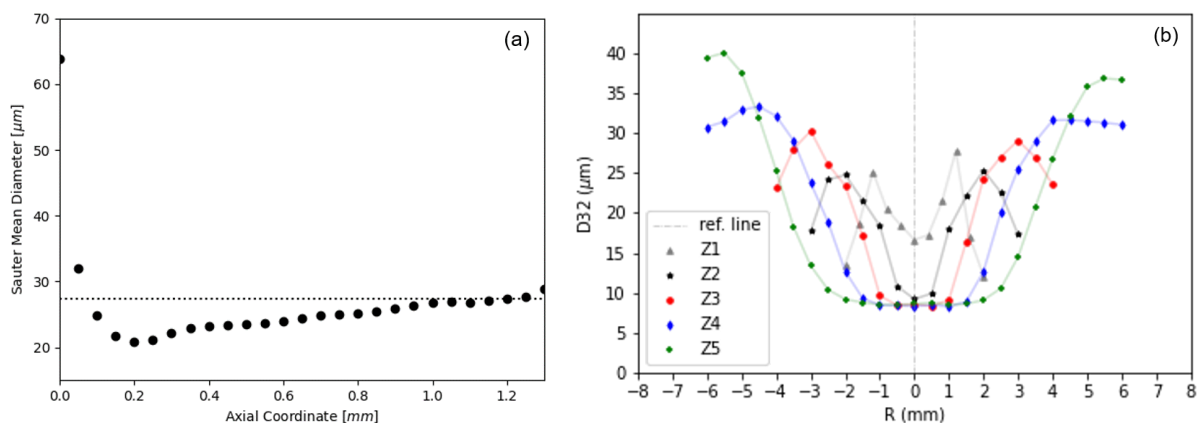 (a)
70
60
50
40
30
20
Sauter Mean Diameter [μm]
0.0 0.2 0.4 0.6 0.8 1.0 1.2
Axial Coordinate [mm]
(b)
40
35
30
25
20
15
10
5
0
D32 (μm)
ref. line
Z1
Z2
Z3
Z4
Z5
−8 −7 −6 −5 −4 −3 −2 −1 0 1 2 3 4 5 6 7 8
R (mm)